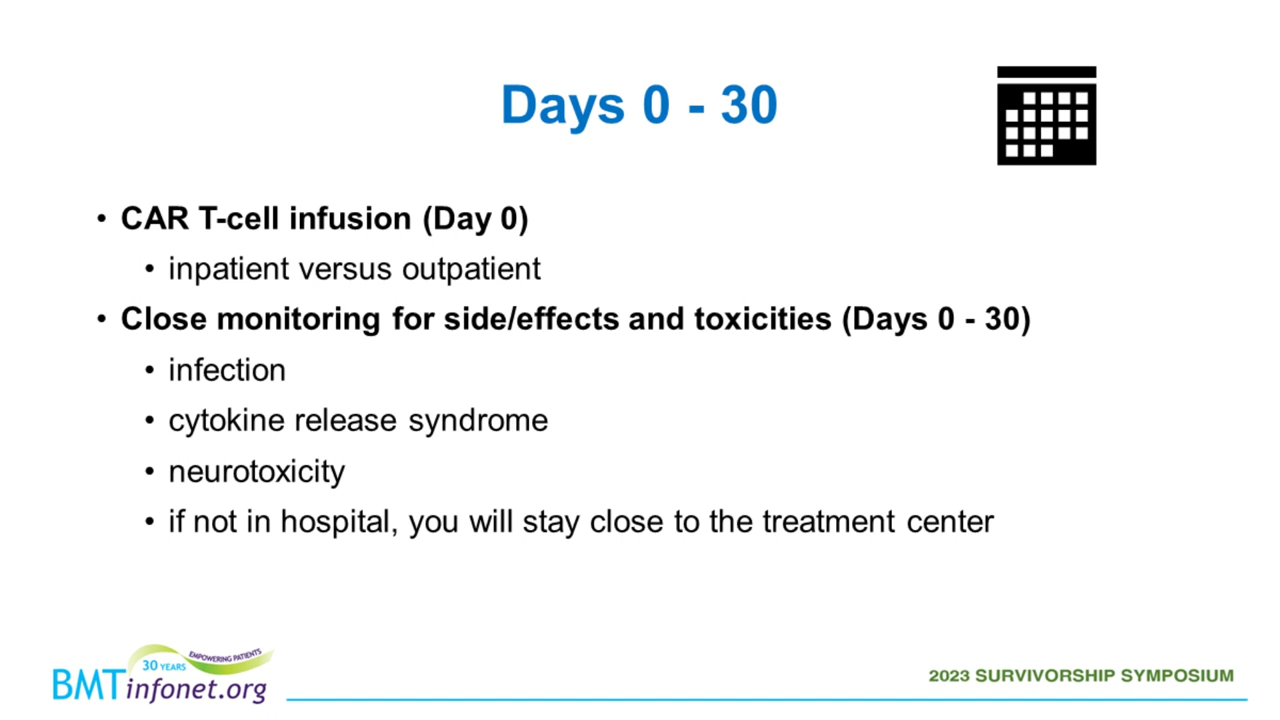 Days 0 - 30
• CAR T-cell infusion (Day 0)
• inpatient versus outpatient
• Close monitoring for side/effects and toxicities (Days 0 - 30)
• infection
• cytokine release syndrome
• neurotoxicity
• if not in hospital, you will stay close to the treatment center
30 YEARS
EMPOWERING PATIENTS
BMTinfonet.org
2023 SURVIVORSHIP SYMPOSIUM